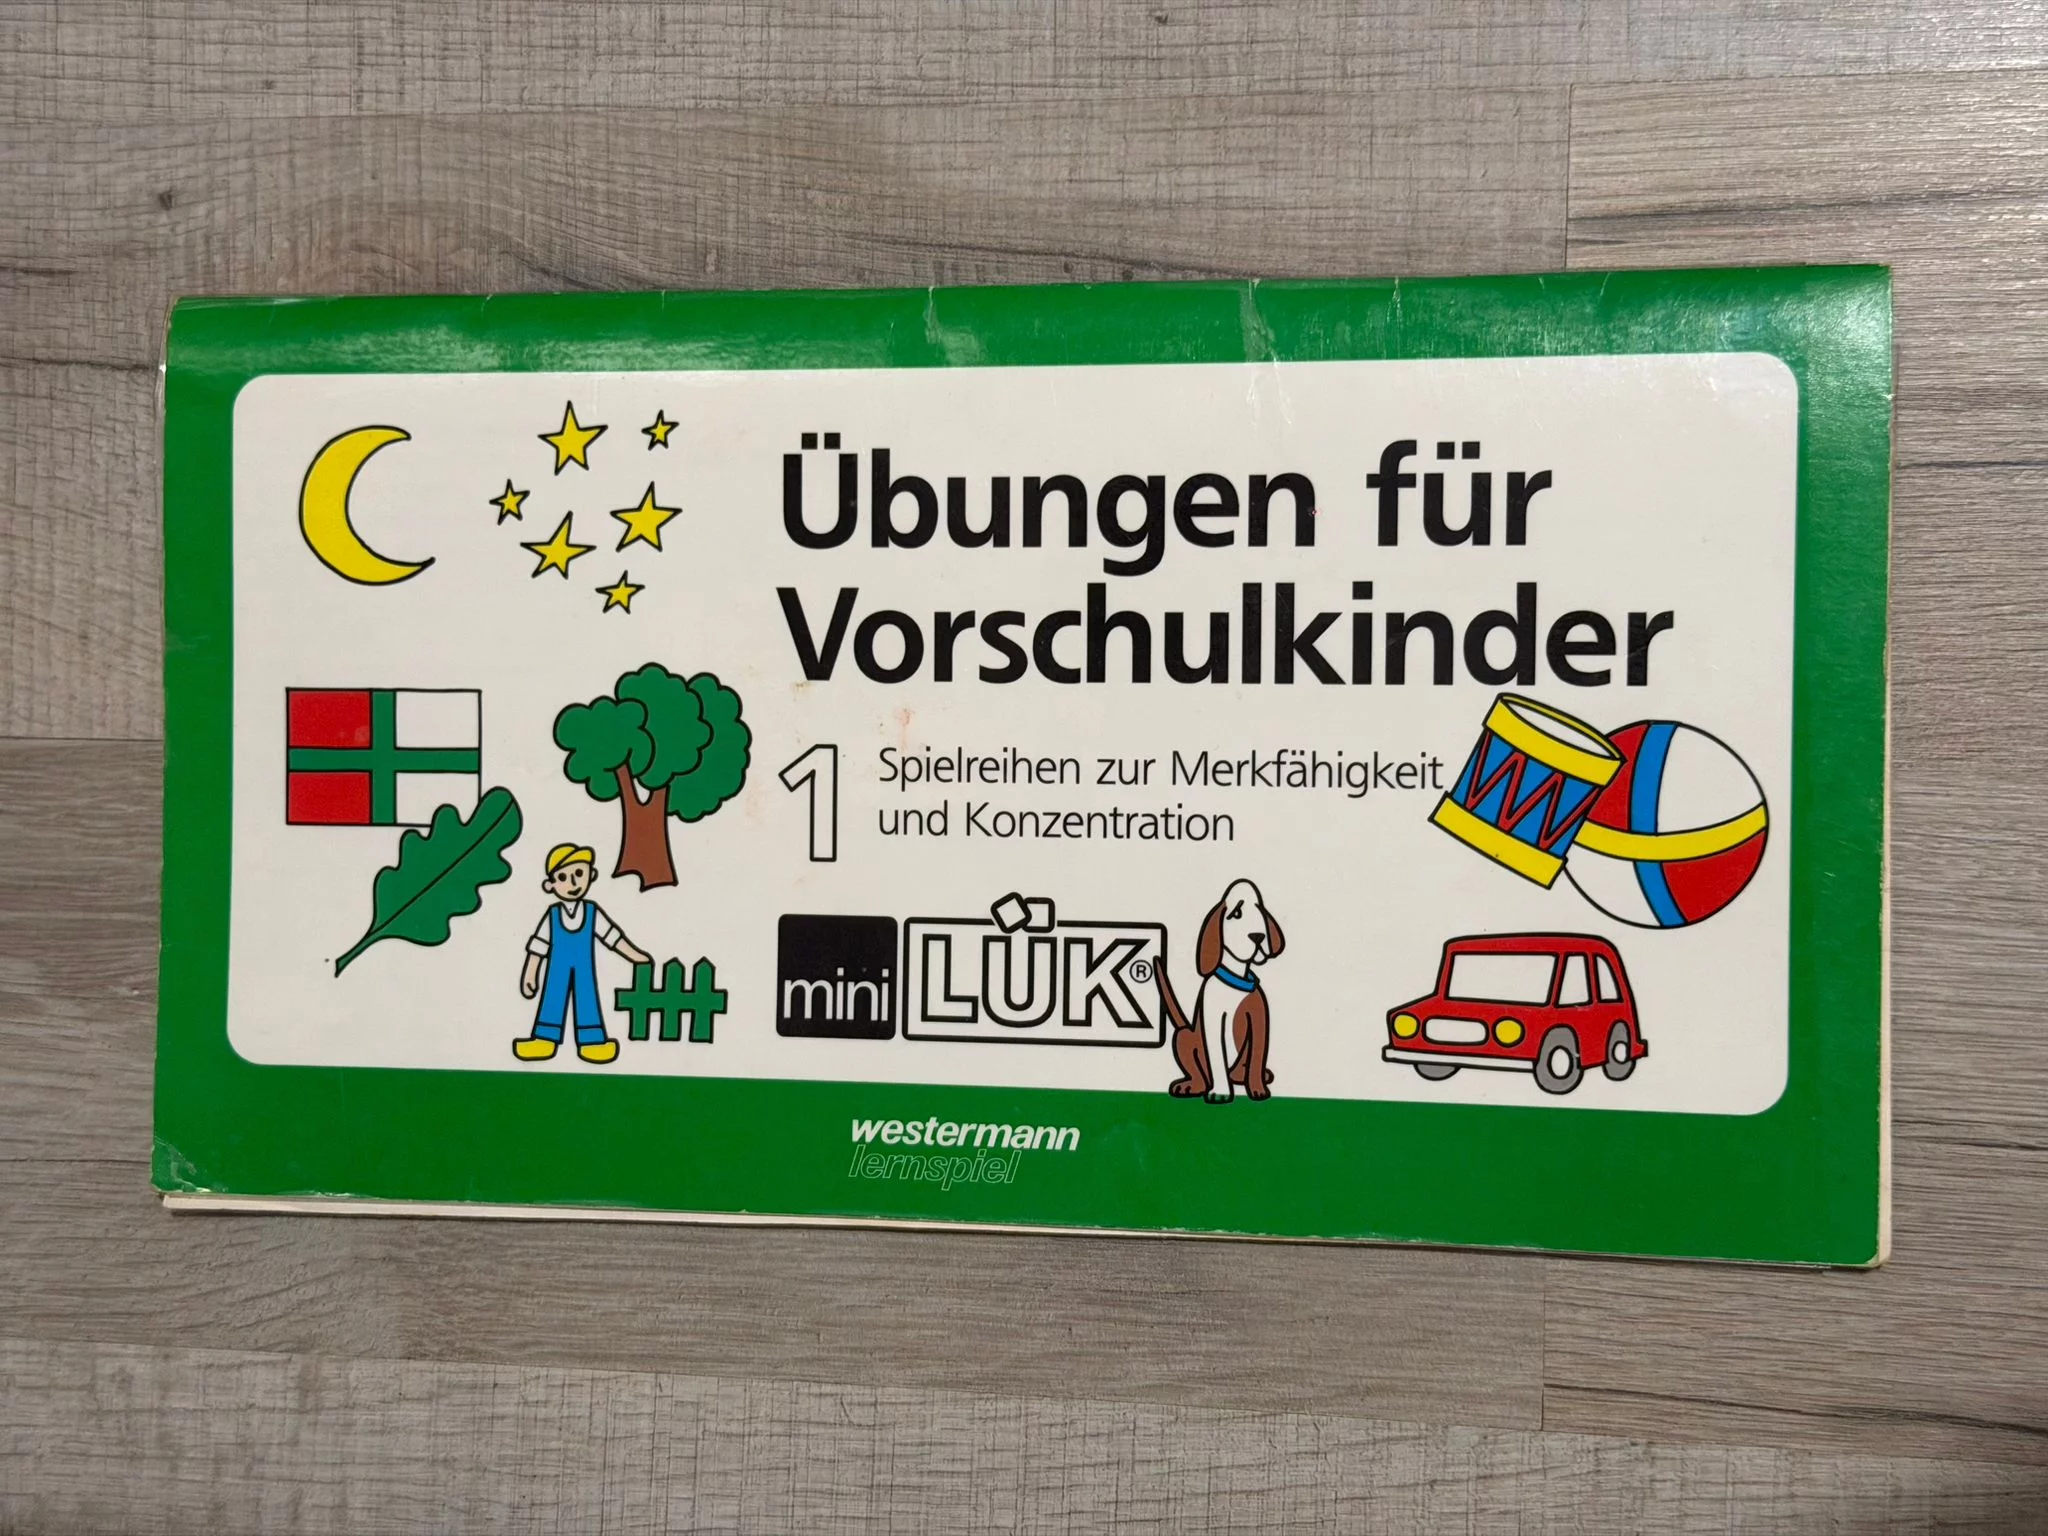 Übungen für
Vorschulkinder
1
Spielreihen zur Merkfähigkeit
und Konzentration
mini LÜK®
westermann
lernspiel